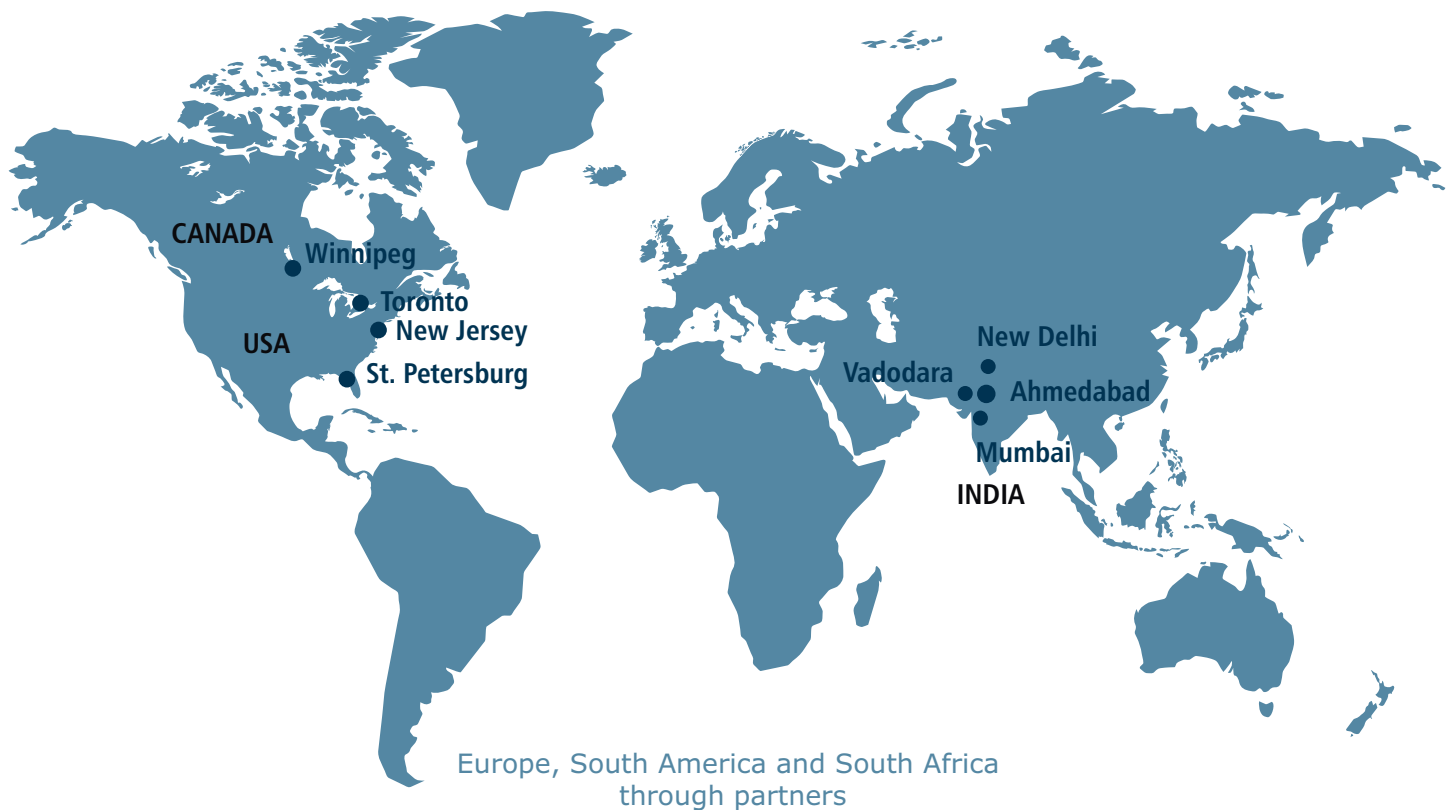 CANADA
Winnipeg
Toronto
New Jersey
USA
St. Petersburg
New Delhi
Vadodara
Ahmedabad
Mumbai
INDIA
Europe, South America and South Africa
through partners